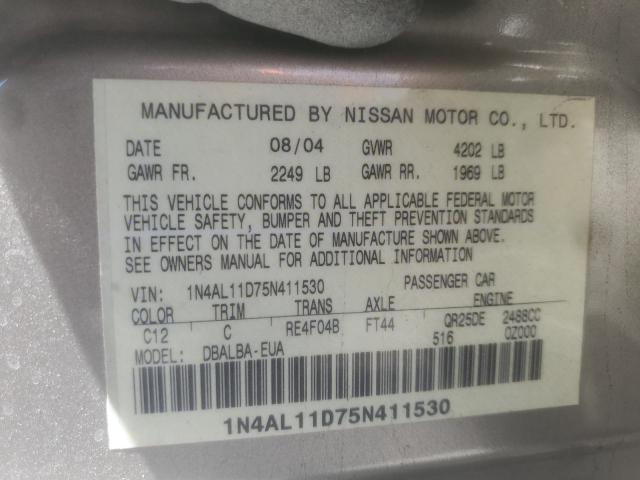 MANUFACTURED BY NISSAN MOTOR CO., LTD.
DATE 08/04 GVWR 4202 LB
GAWR FR. 2249 LB GAWR RR. 1969 LB
THIS VEHICLE CONFORMS TO ALL APPLICABLE FEDERAL MOTOR
VEHICLE SAFETY, BUMPER AND THEFT PREVENTION STANDARDS
IN EFFECT ON THE DATE OF MANUFACTURE SHOWN ABOVE.
SEE OWNERS MANUAL FOR ADDITIONAL INFORMATION
VIN: 1N4AL11D75N411530 PASSENGER CAR
COLOR TRIM TRANS AXLE ENGINE
C12 C RE4F04B FT44 QR25DE 2488CC
MODEL: DBALBA-EUA 516 0Z000
1N4AL11D75N411530